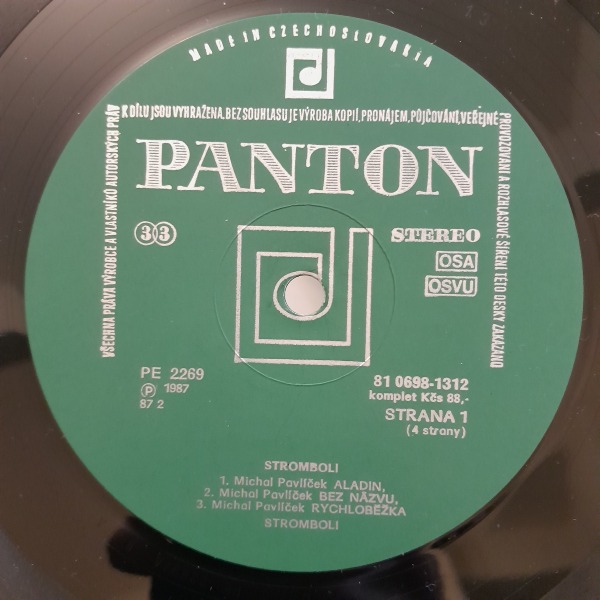 MADE IN CZECHOSLOVAKIA
VŠECHNA PRÁVA VÝROBCE A VLASTNÍKŮ AUTORSKÝCH PRÁV
K DÍLU JSOU VYHRAŽENA. BEZ SOUHLASU JE VÝROBA KOPIÍ, PRONÁJEM, PŮJČOVÁNÍ, VEŘEJNÉ
PROVOZOVÁNÍ A ROZHLASOVÉ ŠÍŘENÍ TÉTO DESKY ZAKÁZÁNO
PANTON
33
STEREO
OSA
OSVU
PE 2269
Ⓟ 1987
87 2
81 0698-1312
komplet Kčs 88,-
STRANA 1
(4 strany)
STROMBOLI
1. Michal Pavlíček ALADIN,
2. Michal Pavlíček BEZ NÁZVU,
3. Michal Pavlíček RYCHLOBĚŽKA
STROMBOLI